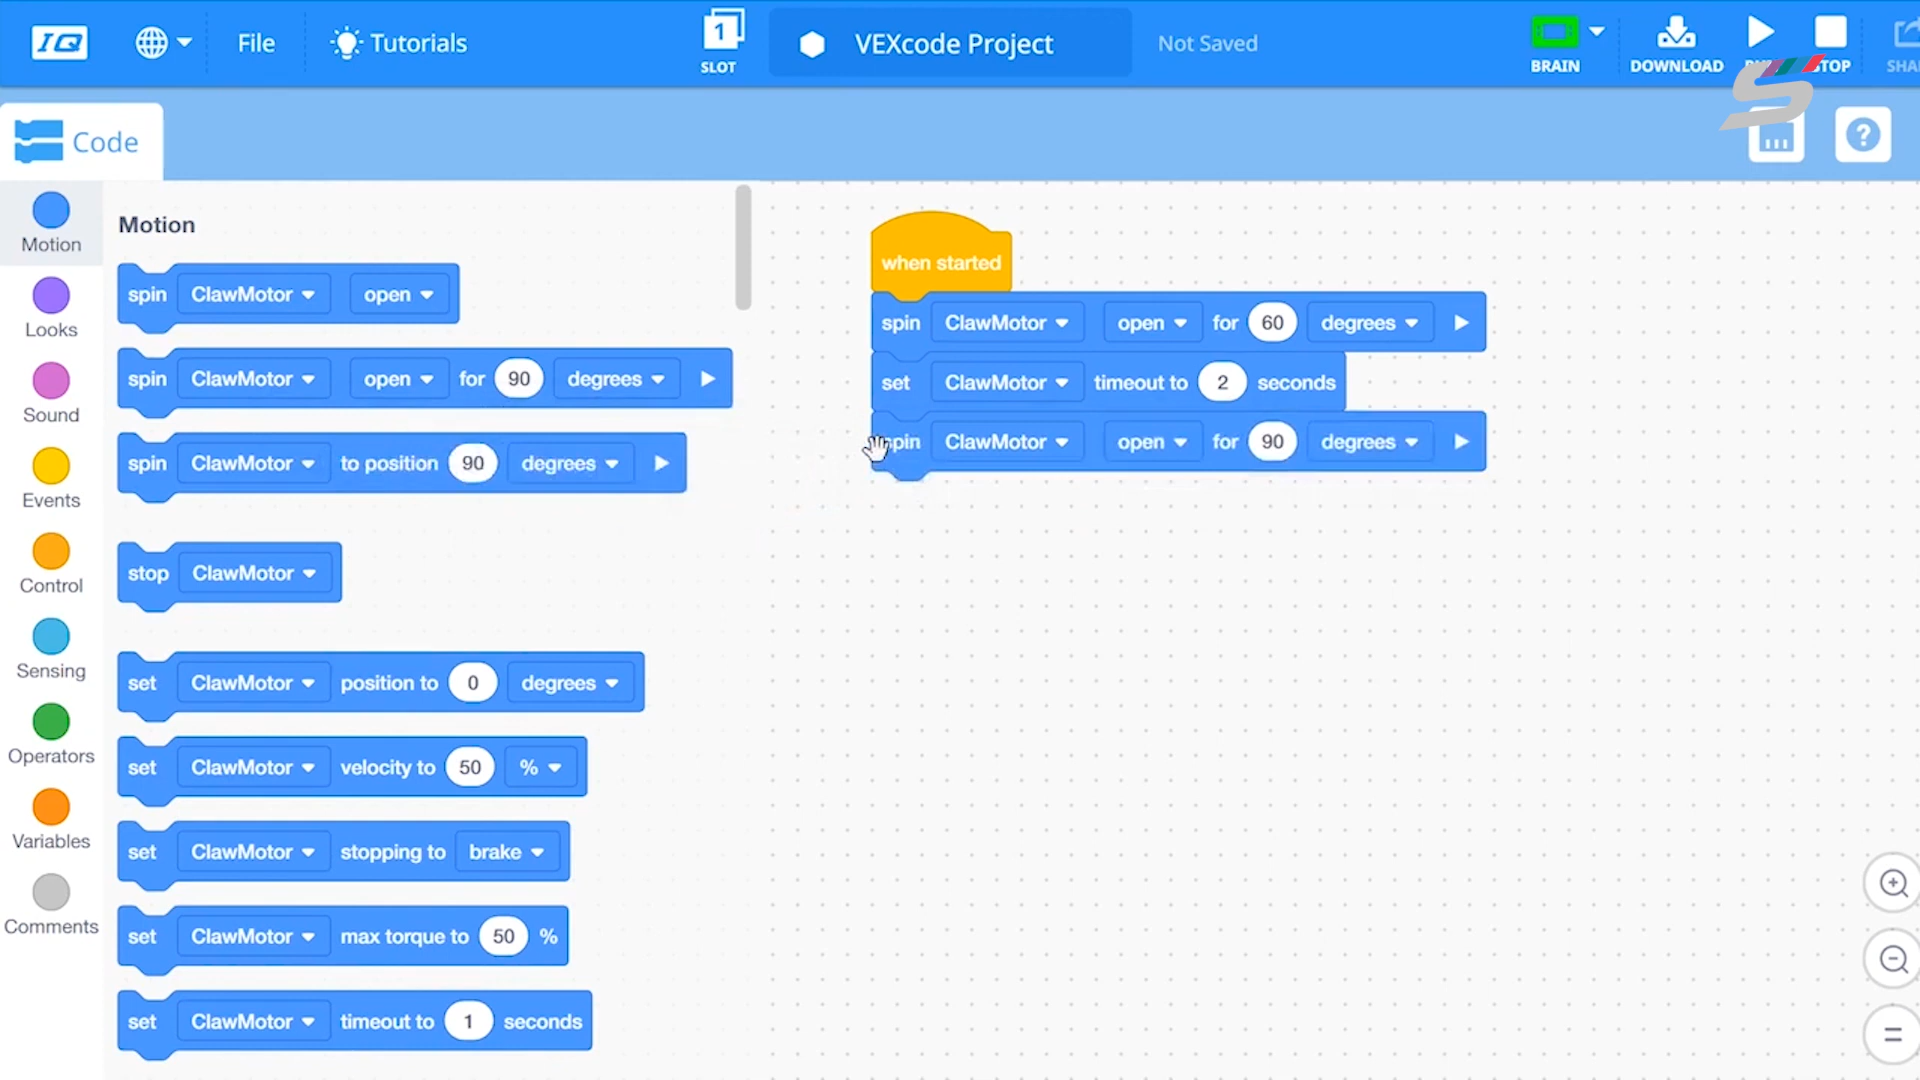 IQ
File
Tutorials
1
SLOT
VEXcode Project
Not Saved
BRAIN
DOWNLOAD
STOP
Code
Motion
Looks
Sound
Events
Control
Sensing
Operators
Variables
Comments
Motion
spin ClawMotor open
spin ClawMotor open for 90 degrees
spin ClawMotor to position 90 degrees
stop ClawMotor
set ClawMotor position to 0 degrees
set ClawMotor velocity to 50 %
set ClawMotor stopping to brake
set ClawMotor max torque to 50 %
set ClawMotor timeout to 1 seconds
when started
spin ClawMotor open for 60 degrees
set ClawMotor timeout to 2 seconds
spin ClawMotor open for 90 degrees